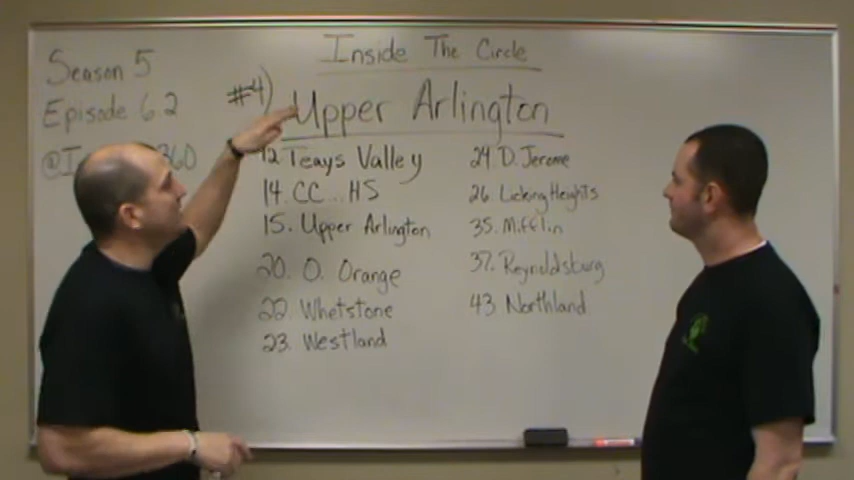 Inside The Circle
Season 5
Episode 6.2
360
#4)
Upper Arlington
12. Teays Valley
14. CC...HS
15. Upper Arlington
20. O. Orange
22. Whetstone
23. Westland
24. D. Jerome
26. Licking Heights
35. Mifflin
37. Reynoldsburg
43 Northland